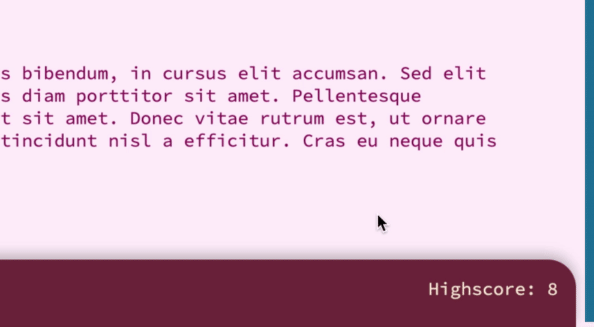 s bibendum, in cursus elit accumsan. Sed elit
s diam porttitor sit amet. Pellentesque
t sit amet. Donec vitae rutrum est, ut ornare
tincidunt nisl a efficitur. Cras eu neque quis
Highscore: 8